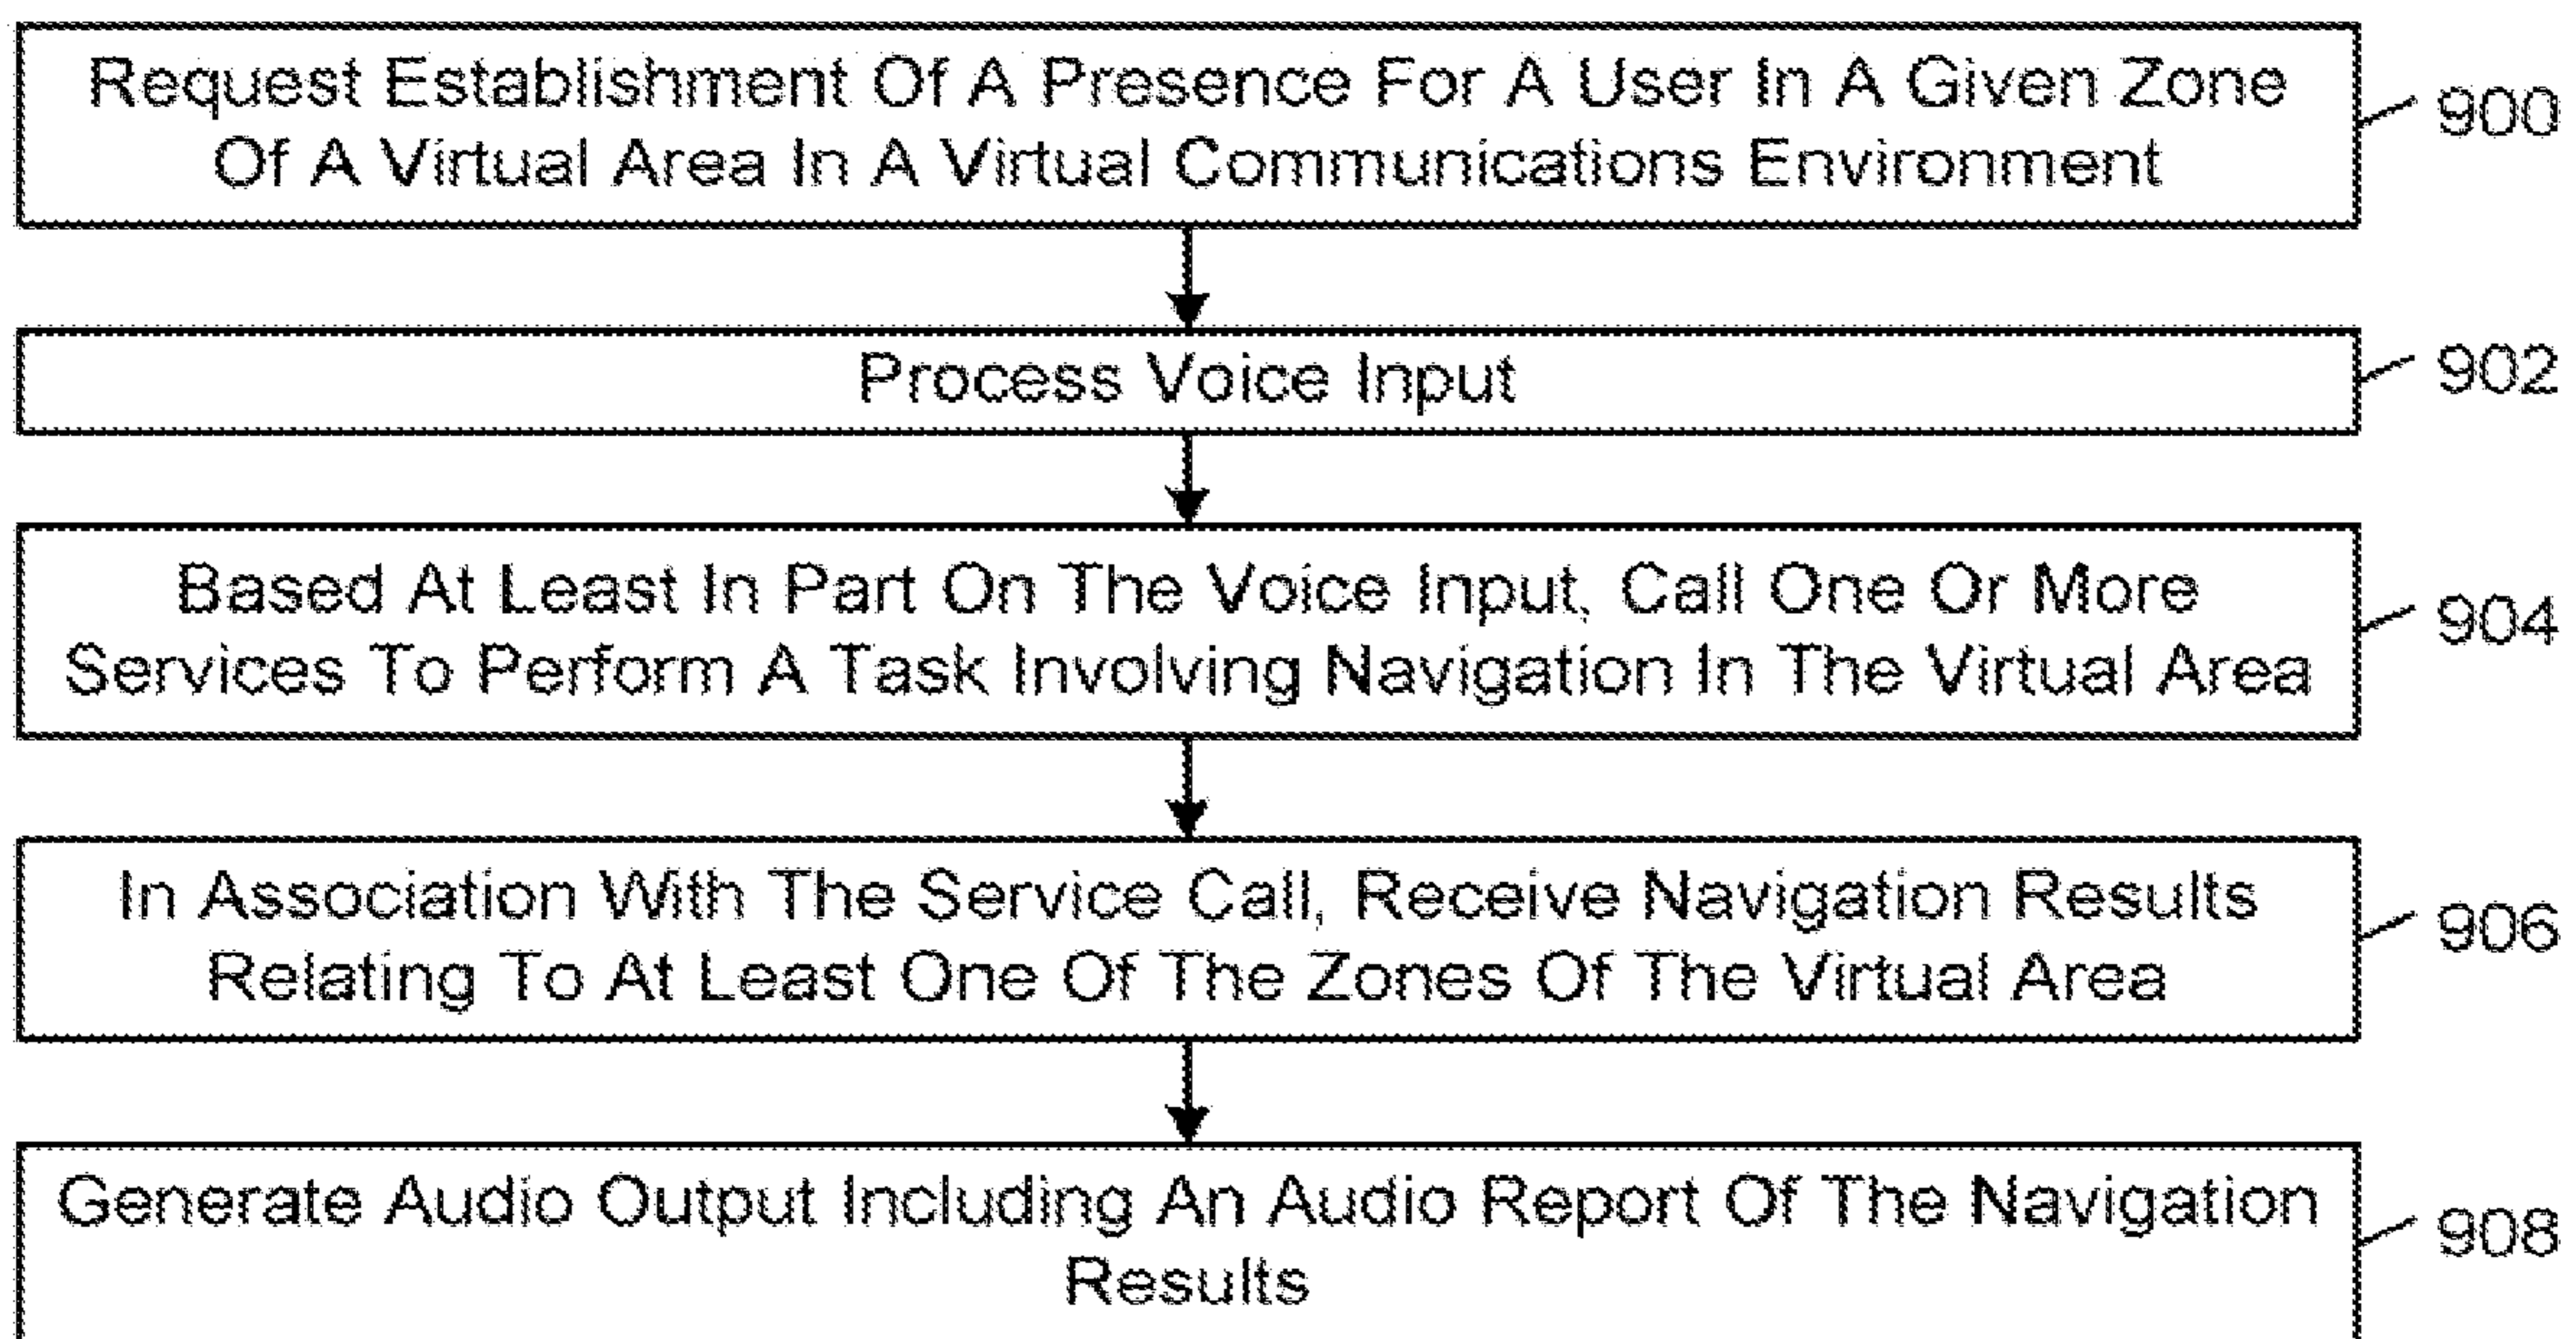 Request Establishment Of A Presence For A User In A Given Zone
Of A Virtual Area In A Virtual Communications Environment
900
Process Voice Input
902
Based At Least In Part On The Voice Input, Call One Or More
Services To Perform A Task Involving Navigation In The Virtual Area
904
In Association With The Service Call, Receive Navigation Results
Relating To At Least One Of The Zones Of The Virtual Area
906
Generate Audio Output Including An Audio Report Of The Navigation
Results
908